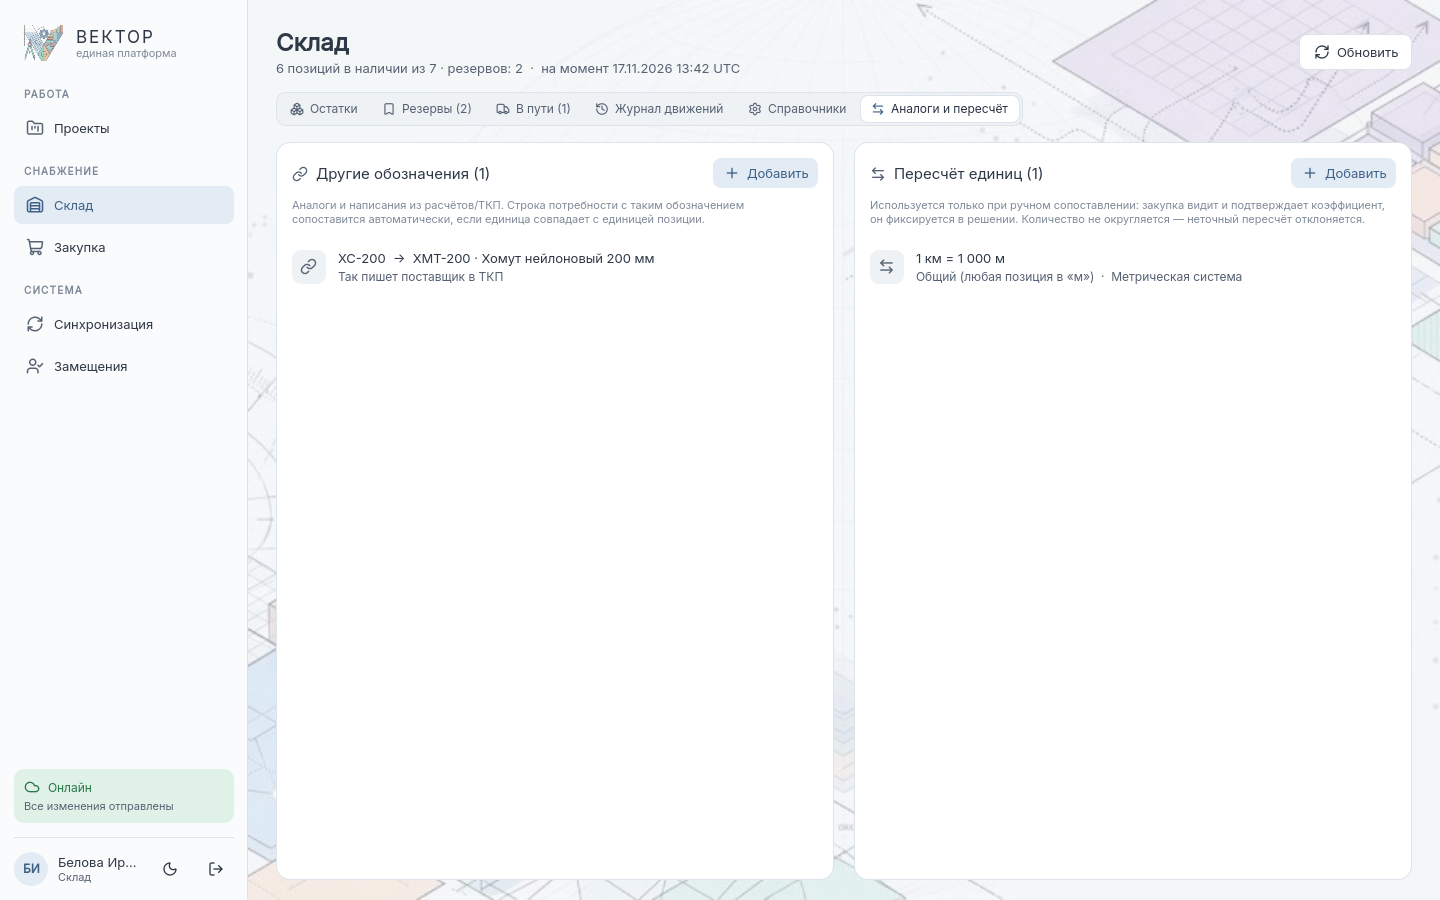 ВЕКТОР
единая платформа
РАБОТА
Проекты
СНАБЖЕНИЕ
Склад
Закупка
СИСТЕМА
Синхронизация
Замещения
Онлайн
Все изменения отправлены
БИ
Белова Ир...
Склад
Склад
6 позиций в наличии из 7 · резервов: 2 · на момент 17.11.2026 13:42 UTC
Обновить
Остатки
Резервы (2)
В пути (1)
Журнал движений
Справочники
Аналоги и пересчёт
Другие обозначения (1)
Добавить
Аналоги и написания из расчётов/ТКП. Строка потребности с таким обозначением
сопоставится автоматически, если единица совпадает с единицей позиции.
ХС-200 → ХМТ-200 · Хомут нейлоновый 200 мм
Так пишет поставщик в ТКП
Пересчёт единиц (1)
Добавить
Используется только при ручном сопоставлении: закупка видит и подтверждает коэффициент,
он фиксируется в решении. Количество не округляется — неточный пересчёт отклоняется.
1 км = 1 000 м
Общий (любая позиция в «м») · Метрическая система